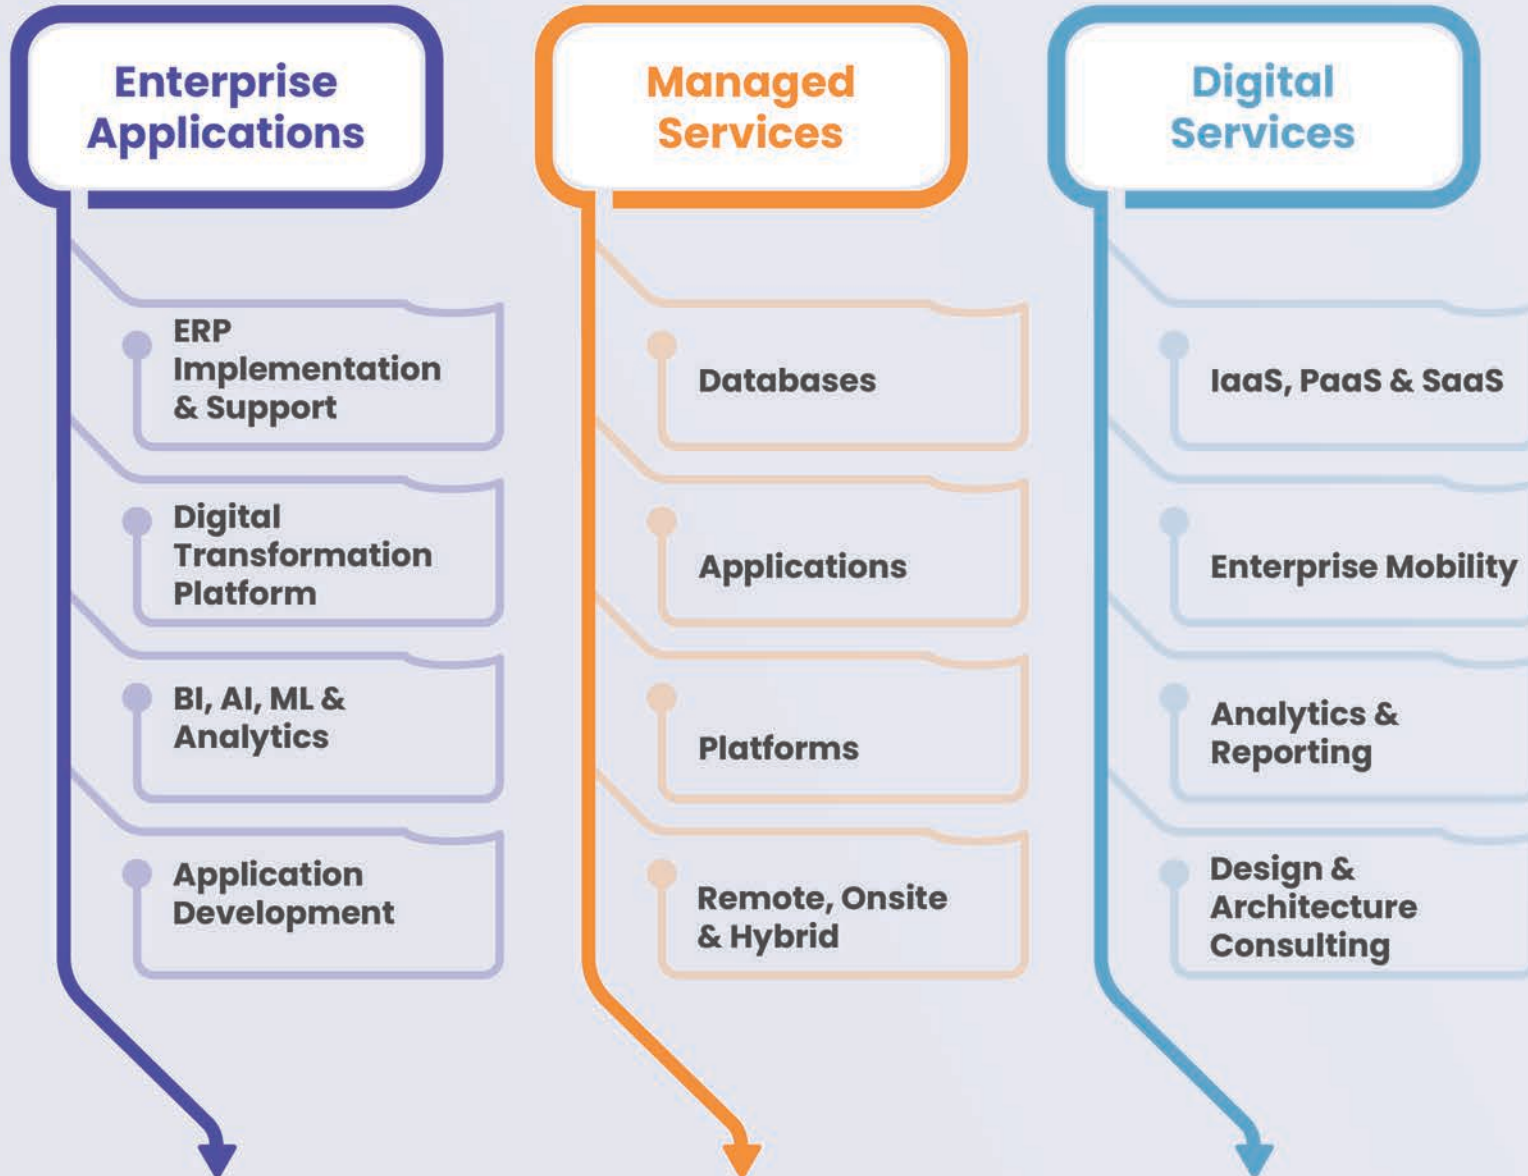 Enterprise
Applications
ERP
Implementation
& Support
Digital
Transformation
Platform
BI, AI, ML &
Analytics
Application
Development
Managed
Services
Databases
Applications
Platforms
Remote, Onsite
& Hybrid
Digital
Services
IaaS, PaaS & SaaS
Enterprise Mobility
Analytics &
Reporting
Design &
Architecture
Consulting